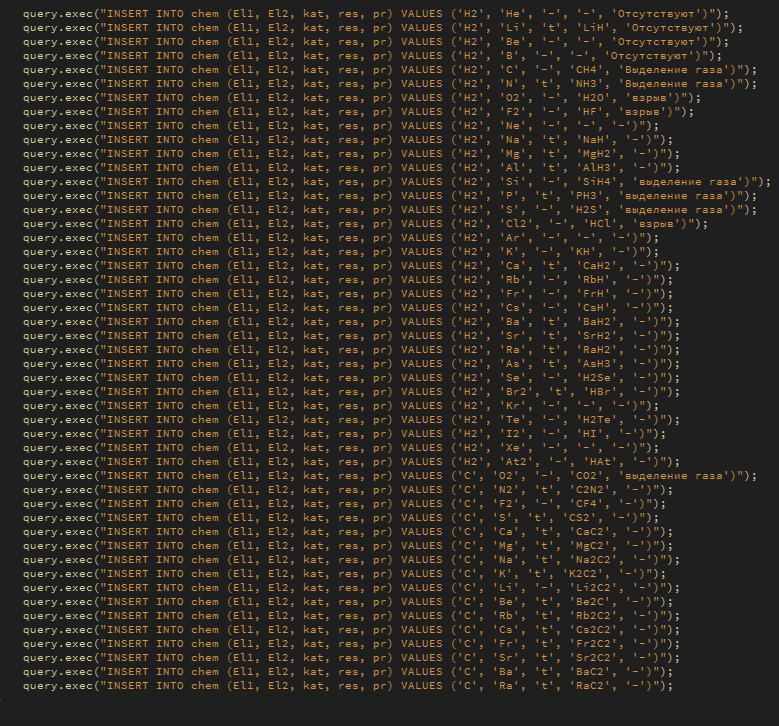 query.exec("INSERT INTO chem (El1, El2, kat, res, pr) VALUES ('H2', 'He', '-', '-', 'Отсутствуют')");
query.exec("INSERT INTO chem (El1, El2, kat, res, pr) VALUES ('H2', 'Li', 't', 'LiH', 'Отсутствуют')");
query.exec("INSERT INTO chem (El1, El2, kat, res, pr) VALUES ('H2', 'Be', '-', '-', 'Отсутствуют')");
query.exec("INSERT INTO chem (El1, El2, kat, res, pr) VALUES ('H2', 'B', '-', '-', 'Отсутствуют')");
query.exec("INSERT INTO chem (El1, El2, kat, res, pr) VALUES ('H2', 'C', '-', 'CH4', 'Выделение газа')");
query.exec("INSERT INTO chem (El1, El2, kat, res, pr) VALUES ('H2', 'N', 't', 'NH3', 'Выделение газа')");
query.exec("INSERT INTO chem (El1, El2, kat, res, pr) VALUES ('H2', 'O2', '-', 'H2O', 'взрыв')");
query.exec("INSERT INTO chem (El1, El2, kat, res, pr) VALUES ('H2', 'F2', '-', 'HF', 'взрыв')");
query.exec("INSERT INTO chem (El1, El2, kat, res, pr) VALUES ('H2', 'Ne', '-', '-', '-')");
query.exec("INSERT INTO chem (El1, El2, kat, res, pr) VALUES ('H2', 'Na', 't', 'NaH', '-')");
query.exec("INSERT INTO chem (El1, El2, kat, res, pr) VALUES ('H2', 'Mg', 't', 'MgH2', '-')");
query.exec("INSERT INTO chem (El1, El2, kat, res, pr) VALUES ('H2', 'Al', 't', 'AlH3', '-')");
query.exec("INSERT INTO chem (El1, El2, kat, res, pr) VALUES ('H2', 'Si', '-', 'SiH4', 'выделение газа')");
query.exec("INSERT INTO chem (El1, El2, kat, res, pr) VALUES ('H2', 'P', 't', 'PH3', 'выделение газа')");
query.exec("INSERT INTO chem (El1, El2, kat, res, pr) VALUES ('H2', 'S', '-', 'H2S', 'выделение газа')");
query.exec("INSERT INTO chem (El1, El2, kat, res, pr) VALUES ('H2', 'Cl2', '-', 'HCl', 'взрыв')");
query.exec("INSERT INTO chem (El1, El2, kat, res, pr) VALUES ('H2', 'Ar', '-', '-', '-')");
query.exec("INSERT INTO chem (El1, El2, kat, res, pr) VALUES ('H2', 'K', '-', 'KH', '-')");
query.exec("INSERT INTO chem (El1, El2, kat, res, pr) VALUES ('H2', 'Ca', 't', 'CaH2', '-')");
query.exec("INSERT INTO chem (El1, El2, kat, res, pr) VALUES ('H2', 'Rb', '-', 'RbH', '-')");
query.exec("INSERT INTO chem (El1, El2, kat, res, pr) VALUES ('H2', 'Fr', '-', 'FrH', '-')");
query.exec("INSERT INTO chem (El1, El2, kat, res, pr) VALUES ('H2', 'Cs', '-', 'CsH', '-')");
query.exec("INSERT INTO chem (El1, El2, kat, res, pr) VALUES ('H2', 'Ba', 't', 'BaH2', '-')");
query.exec("INSERT INTO chem (El1, El2, kat, res, pr) VALUES ('H2', 'Sr', 't', 'SrH2', '-')");
query.exec("INSERT INTO chem (El1, El2, kat, res, pr) VALUES ('H2', 'Ra', 't', 'RaH2', '-')");
query.exec("INSERT INTO chem (El1, El2, kat, res, pr) VALUES ('H2', 'As', 't', 'AsH3', '-')");
query.exec("INSERT INTO chem (El1, El2, kat, res, pr) VALUES ('H2', 'Se', '-', 'H2Se', '-')");
query.exec("INSERT INTO chem (El1, El2, kat, res, pr) VALUES ('H2', 'Br2', 't', 'HBr', '-')");
query.exec("INSERT INTO chem (El1, El2, kat, res, pr) VALUES ('H2', 'Kr', '-', '-', '-')");
query.exec("INSERT INTO chem (El1, El2, kat, res, pr) VALUES ('H2', 'Te', '-', 'H2Te', '-')");
query.exec("INSERT INTO chem (El1, El2, kat, res, pr) VALUES ('H2', 'I2', '-', 'HI', '-')");
query.exec("INSERT INTO chem (El1, El2, kat, res, pr) VALUES ('H2', 'Xe', '-', '-', '-')");
query.exec("INSERT INTO chem (El1, El2, kat, res, pr) VALUES ('H2', 'At2', '-', 'HAt', '-')");
query.exec("INSERT INTO chem (El1, El2, kat, res, pr) VALUES ('C', 'O2', '-', 'CO2', 'выделение газа')");
query.exec("INSERT INTO chem (El1, El2, kat, res, pr) VALUES ('C', 'N2', 't', 'C2N2', '-')");
query.exec("INSERT INTO chem (El1, El2, kat, res, pr) VALUES ('C', 'F2', '-', 'CF4', '-')");
query.exec("INSERT INTO chem (El1, El2, kat, res, pr) VALUES ('C', 'S', 't', 'CS2', '-')");
query.exec("INSERT INTO chem (El1, El2, kat, res, pr) VALUES ('C', 'Ca', 't', 'CaC2', '-')");
query.exec("INSERT INTO chem (El1, El2, kat, res, pr) VALUES ('C', 'Mg', 't', 'MgC2', '-')");
query.exec("INSERT INTO chem (El1, El2, kat, res, pr) VALUES ('C', 'Na', 't', 'Na2C2', '-')");
query.exec("INSERT INTO chem (El1, El2, kat, res, pr) VALUES ('C', 'K', 't', 'K2C2', '-')");
query.exec("INSERT INTO chem (El1, El2, kat, res, pr) VALUES ('C', 'Li', '-', 'Li2C2', '-')");
query.exec("INSERT INTO chem (El1, El2, kat, res, pr) VALUES ('C', 'Be', 't', 'Be2C', '-')");
query.exec("INSERT INTO chem (El1, El2, kat, res, pr) VALUES ('C', 'Rb', 't', 'Rb2C2', '-')");
query.exec("INSERT INTO chem (El1, El2, kat, res, pr) VALUES ('C', 'Cs', 't', 'Cs2C2', '-')");
query.exec("INSERT INTO chem (El1, El2, kat, res, pr) VALUES ('C', 'Fr', 't', 'Fr2C2', '-')");
query.exec("INSERT INTO chem (El1, El2, kat, res, pr) VALUES ('C', 'Sr', 't', 'Sr2C2', '-')");
query.exec("INSERT INTO chem (El1, El2, kat, res, pr) VALUES ('C', 'Ba', 't', 'BaC2', '-')");
query.exec("INSERT INTO chem (El1, El2, kat, res, pr) VALUES ('C', 'Ra', 't', 'RaC2', '-')");